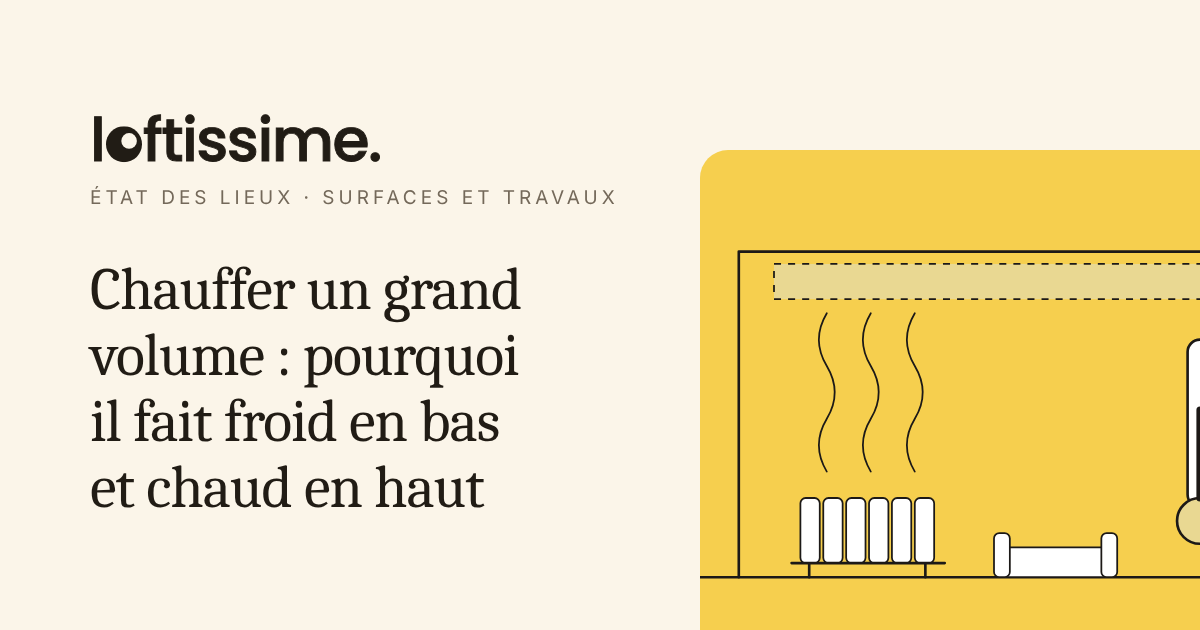 loftissime.
ÉTAT DES LIEUX · SURFACES ET TRAVAUX
Chauffer un grand
volume : pourquoi
il fait froid en bas
et chaud en haut